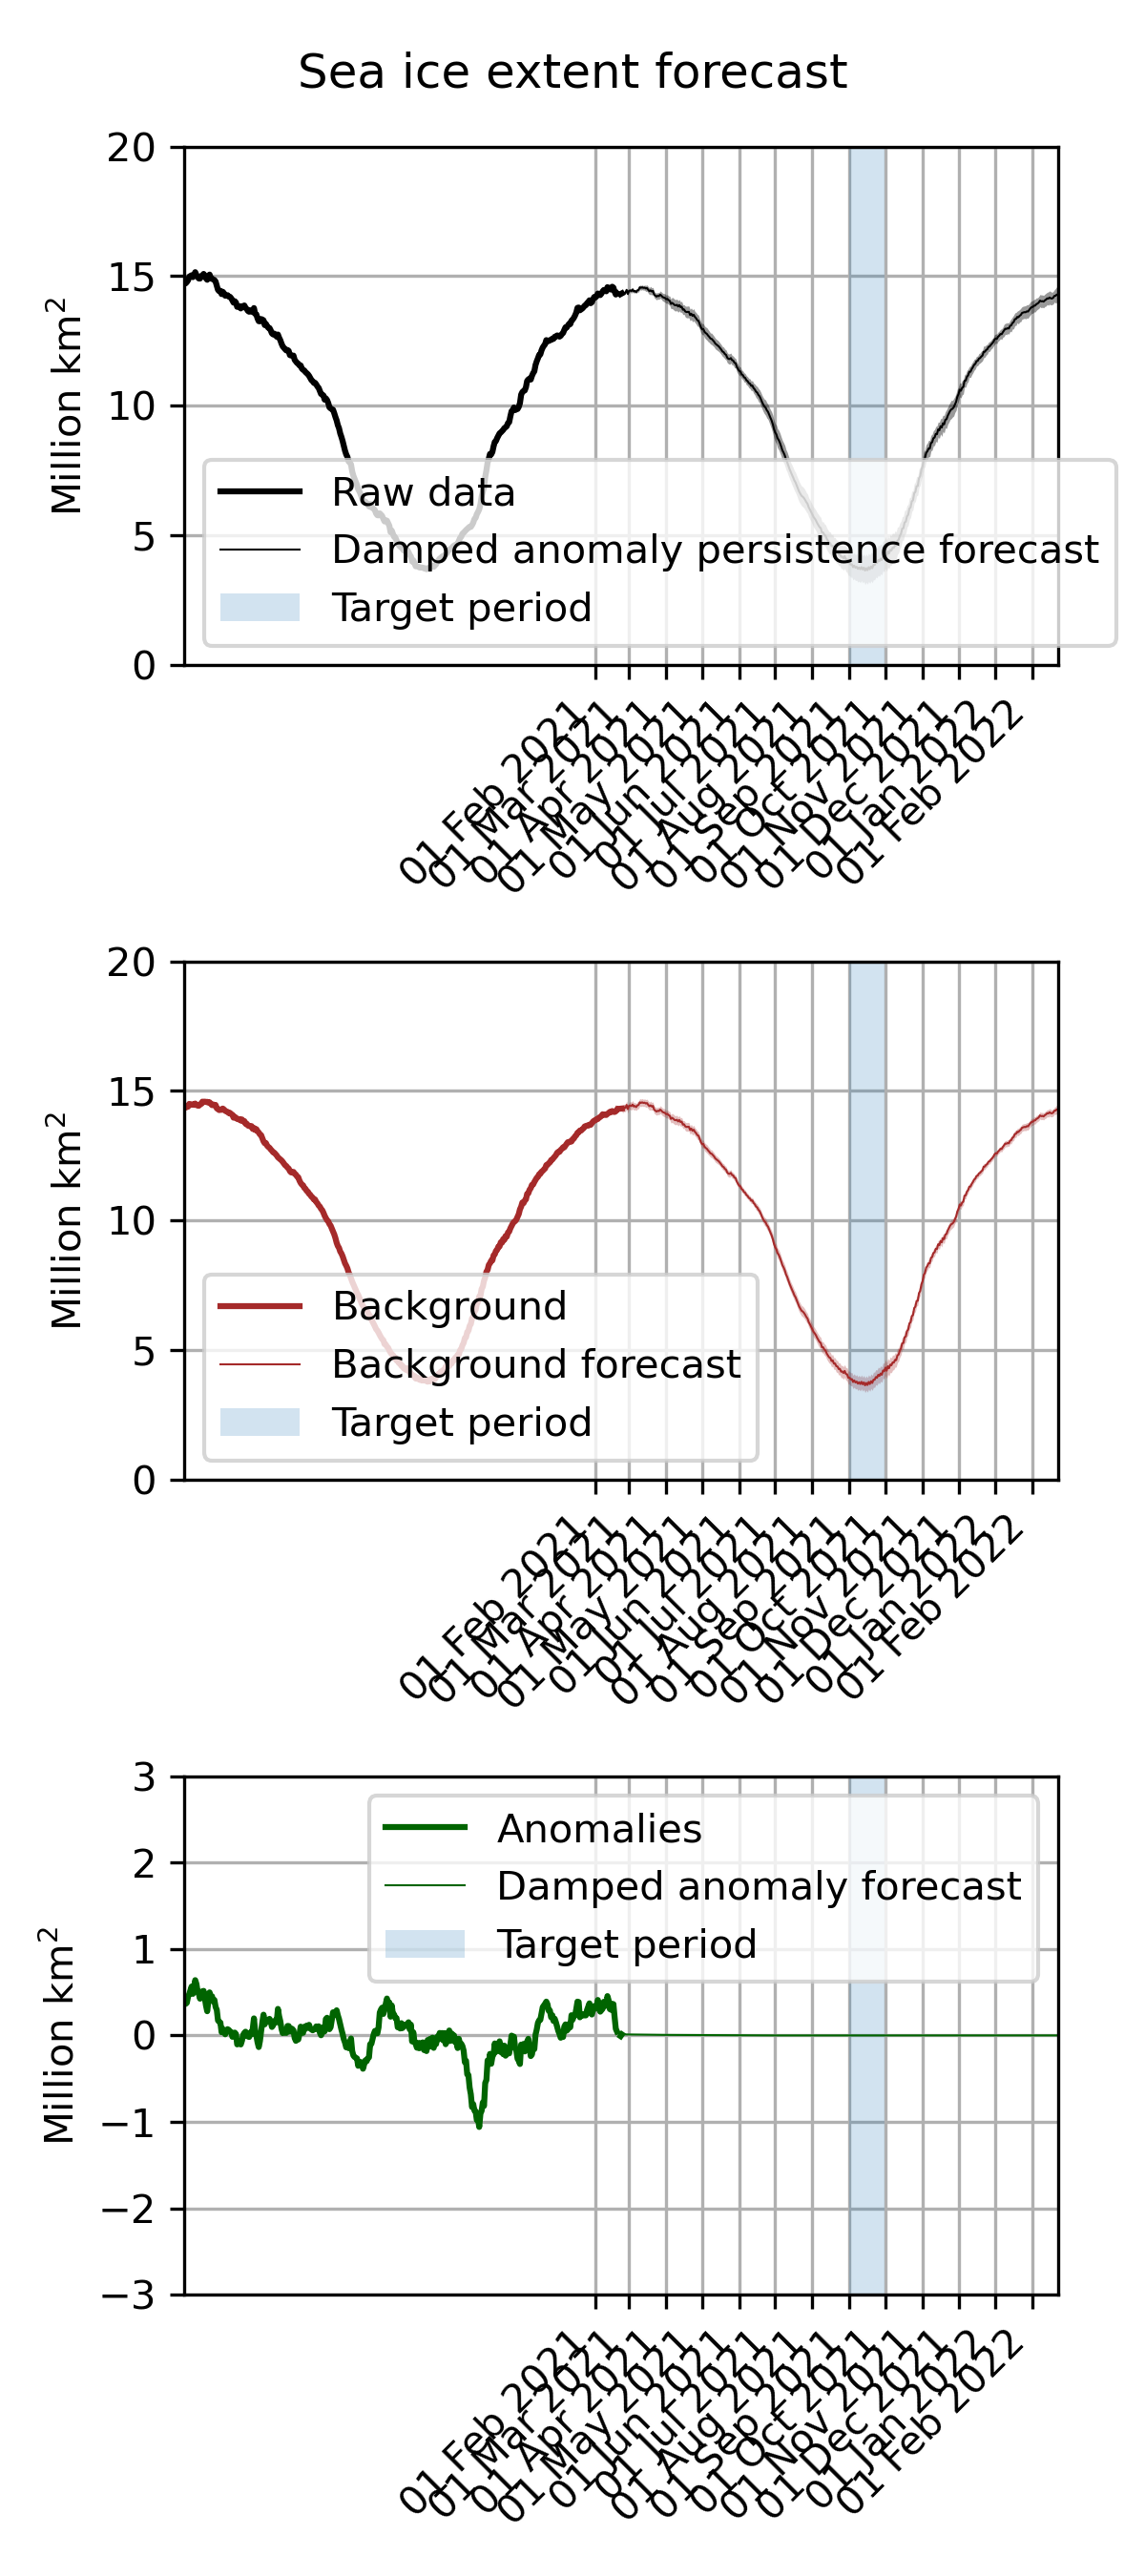 Sea ice extent forecast
20
15
10
5
0
Million km²
Raw data
Damped anomaly persistence forecast
Target period
01 Feb 2021
01 Mar 2021
01 Apr 2021
01 May 2021
01 Jun 2021
01 Jul 2021
01 Aug 2021
01 Sep 2021
01 Oct 2021
01 Nov 2021
01 Dec 2021
01 Jan 2022
01 Feb 2022
20
15
10
5
0
Million km²
Background
Background forecast
Target period
01 Feb 2021
01 Mar 2021
01 Apr 2021
01 May 2021
01 Jun 2021
01 Jul 2021
01 Aug 2021
01 Sep 2021
01 Oct 2021
01 Nov 2021
01 Dec 2021
01 Jan 2022
01 Feb 2022
3
2
1
0
−1
−2
−3
Million km²
Anomalies
Damped anomaly forecast
Target period
01 Feb 2021
01 Mar 2021
01 Apr 2021
01 May 2021
01 Jun 2021
01 Jul 2021
01 Aug 2021
01 Sep 2021
01 Oct 2021
01 Nov 2021
01 Dec 2021
01 Jan 2022
01 Feb 2022